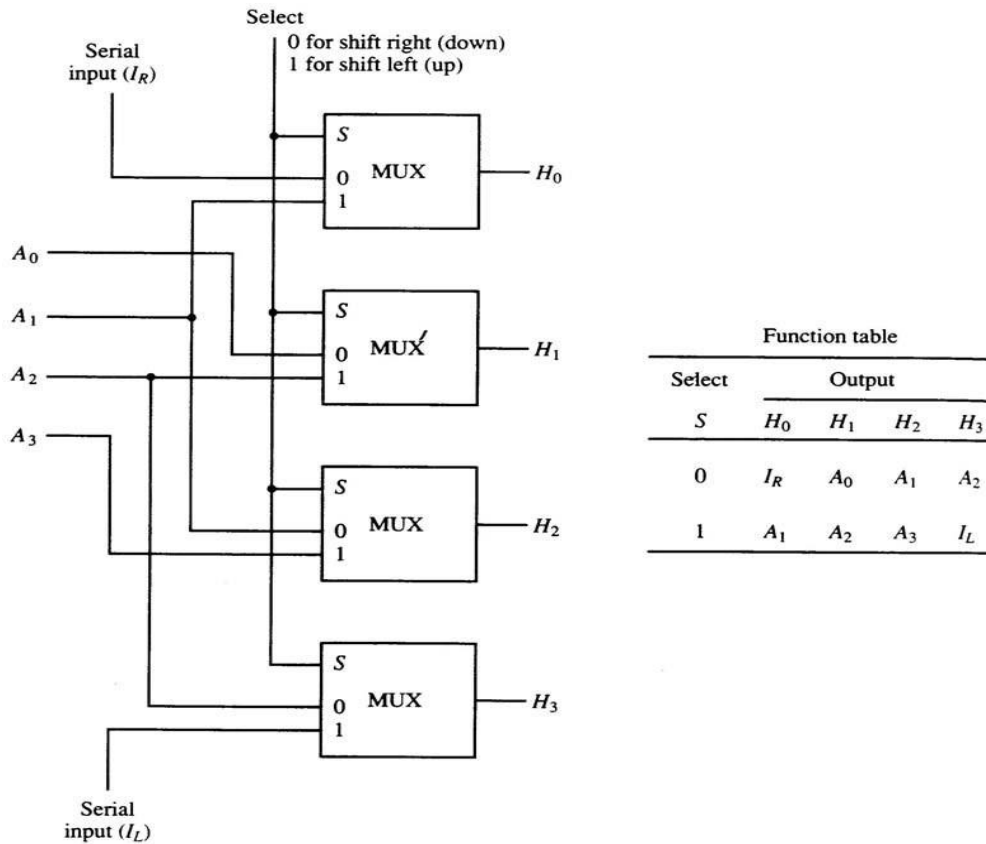 Select
0 for shift right (down)
1 for shift left (up)
Serial
input (I_R)
S
MUX
0
1
H_0
A_0
A_1
A_2
A_3
S
MUX
0
1
H_1
S
MUX
0
1
H_2
S
MUX
0
1
H_3
Serial
input (I_L)
Function table
Select Output
S H_0 H_1 H_2 H_3
0 I_R A_0 A_1 A_2
1 A_1 A_2 A_3 I_L